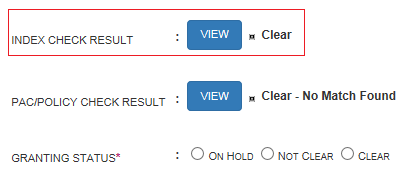 INDEX CHECK RESULT : VIEW ¤ Clear
PAC/POLICY CHECK RESULT : VIEW ¤ Clear - No Match Found
GRANTING STATUS* : ON HOLD NOT CLEAR CLEAR